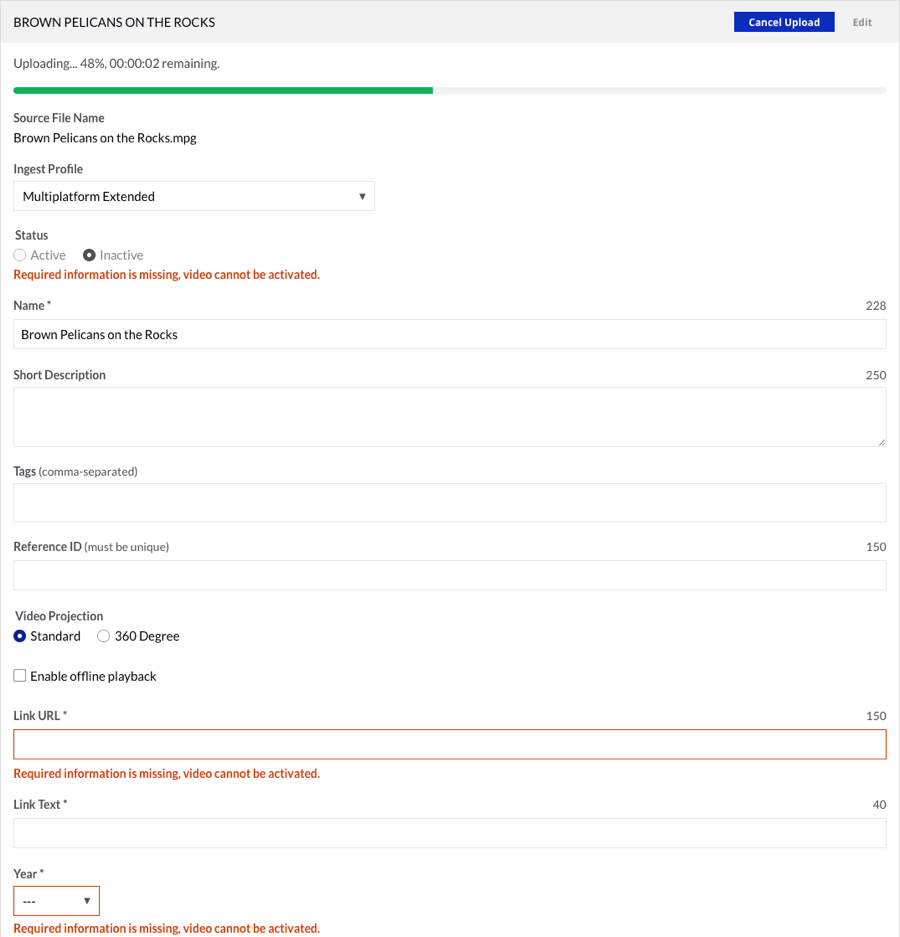 BROWN PELICANS ON THE ROCKS Cancel Upload Edit
Uploading... 48%, 00:00:02 remaining.
Source File Name
Brown Pelicans on the Rocks.mpg
Ingest Profile
Multiplatform Extended
Status
Active Inactive
Required information is missing, video cannot be activated.
Name * 228
Brown Pelicans on the Rocks
Short Description 250
Tags (comma-separated)
Reference ID (must be unique) 150
Video Projection
Standard 360 Degree
Enable offline playback
Link URL * 150
Required information is missing, video cannot be activated.
Link Text * 40
Year *
---
Required information is missing, video cannot be activated.